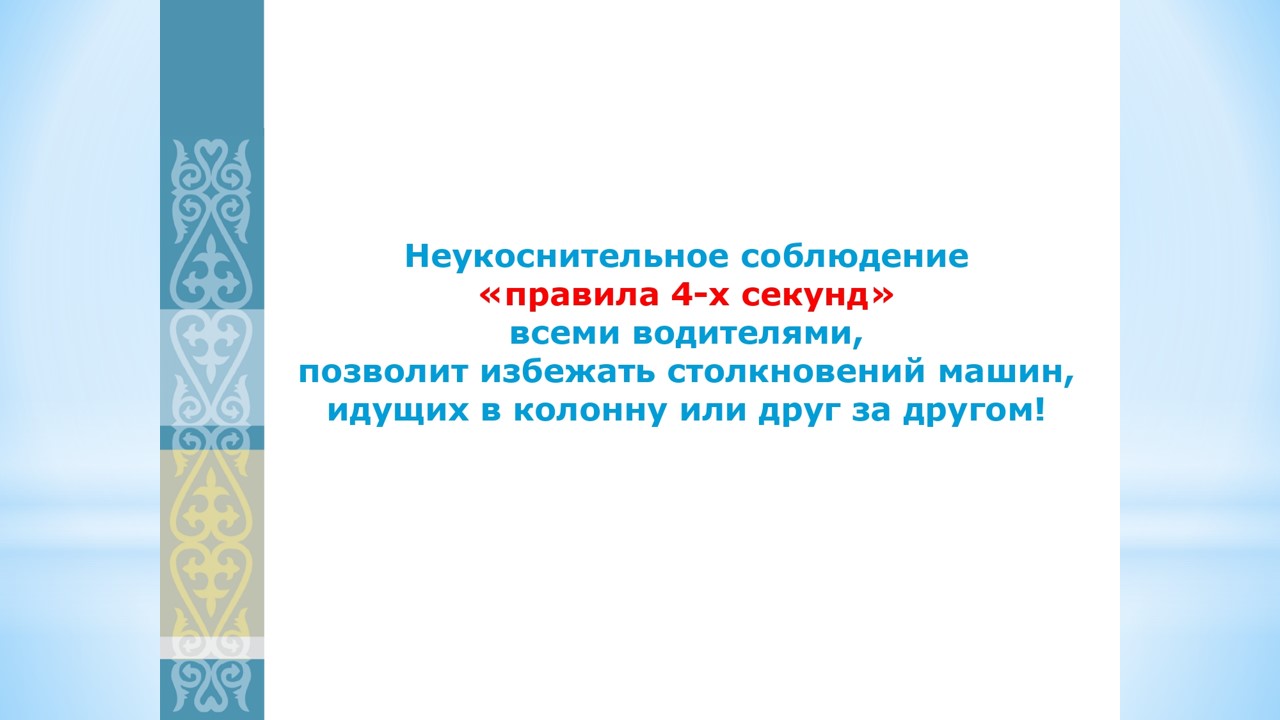 Неукоснительное соблюдение
«правила 4-х секунд»
всеми водителями,
позволит избежать столкновений машин,
идущих в колонну или друг за другом!